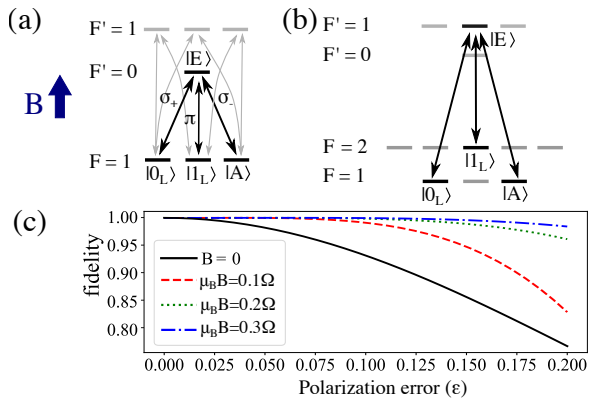 (a)
F' = 1
|E⟩
F' = 0
B
σ+
σ-
π
F = 1
|0L⟩ |1L⟩ |A⟩
(b)
F' = 1
|E⟩
F' = 0
F = 2
|1L⟩
F = 1
|0L⟩ |A⟩
(c)
fidelity
1.00
0.95
0.90
0.85
0.80
B = 0
μBB=0.1Ω
μBB=0.2Ω
μBB=0.3Ω
0.000 0.025 0.050 0.075 0.100 0.125 0.150 0.175 0.200
Polarization error (ε)